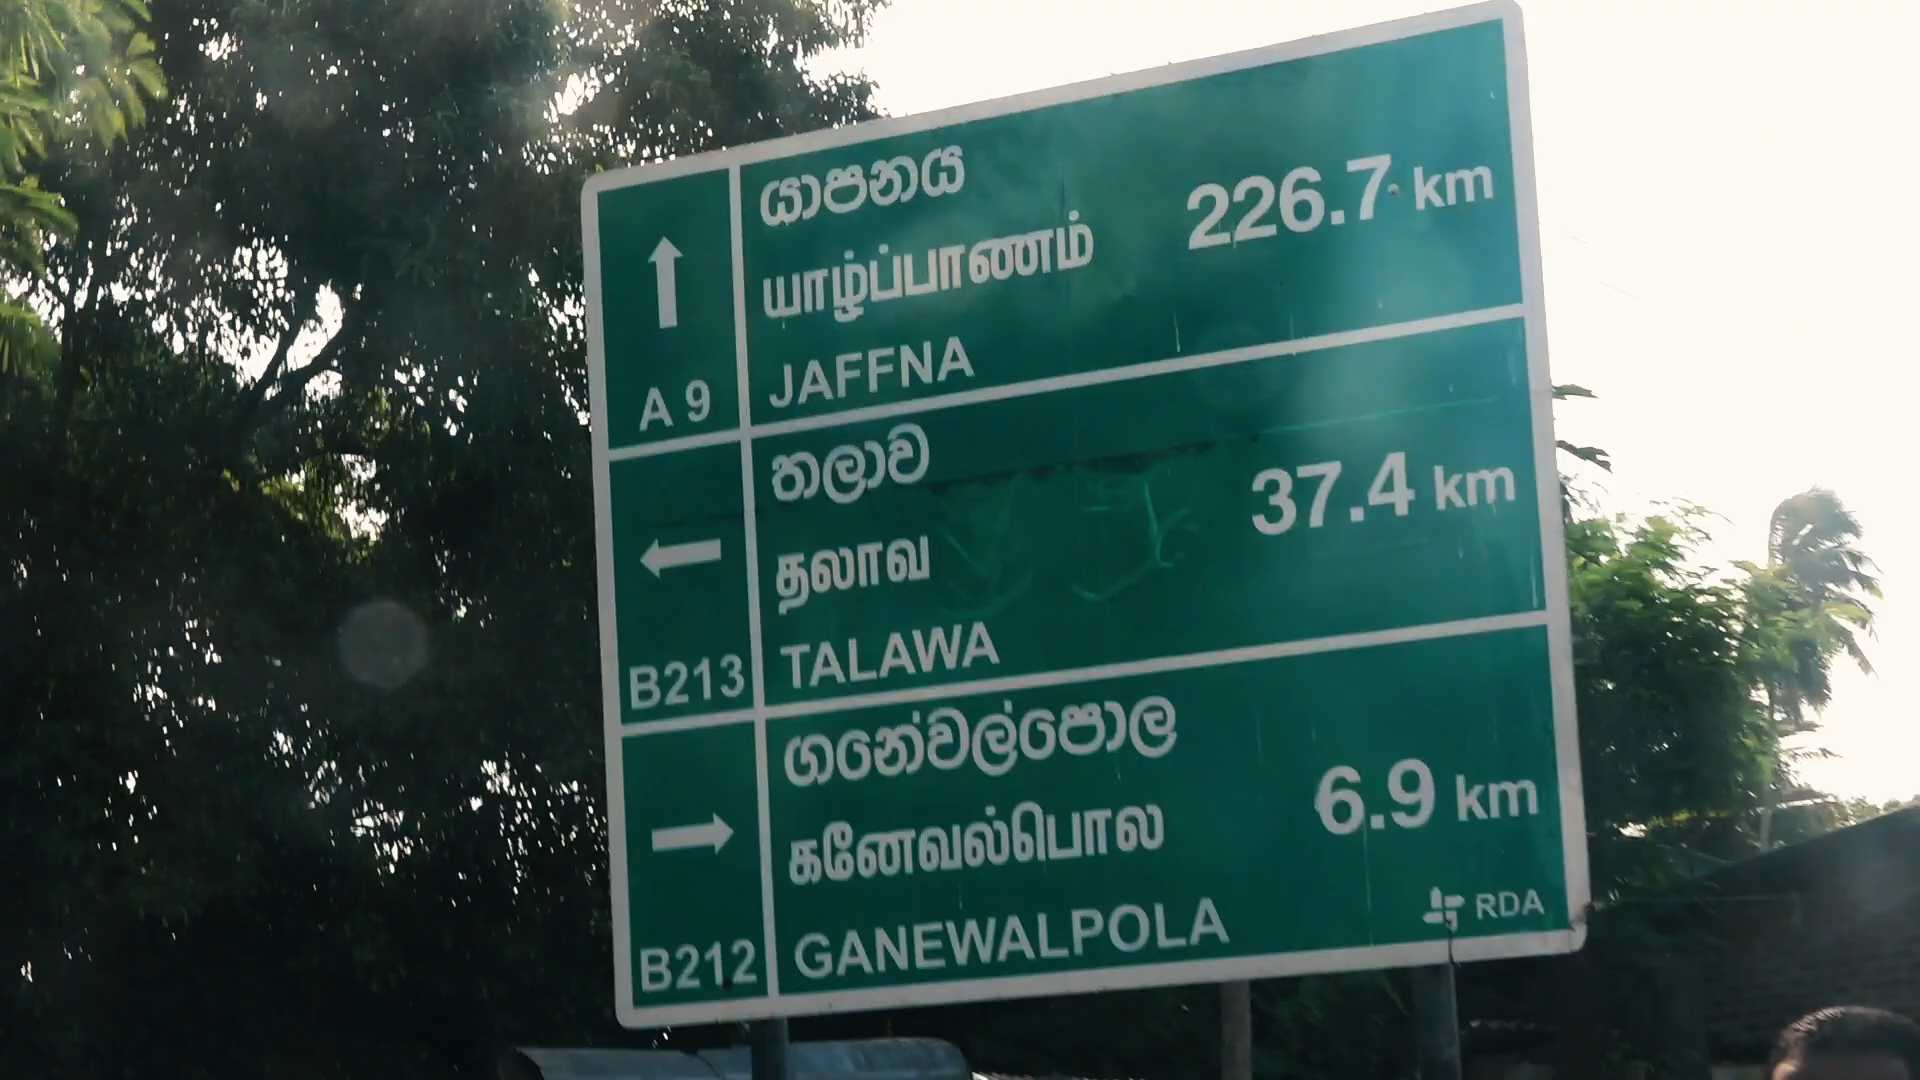 යාපනය
யாழ்ப்பாணம்
226.7 km
A 9
JAFFNA
තලාව
தலாவ
37.4 km
B213
TALAWA
ගනේවල්පොල
கனேவல்பொல
6.9 km
B212
GANEWALPOLA
RDA